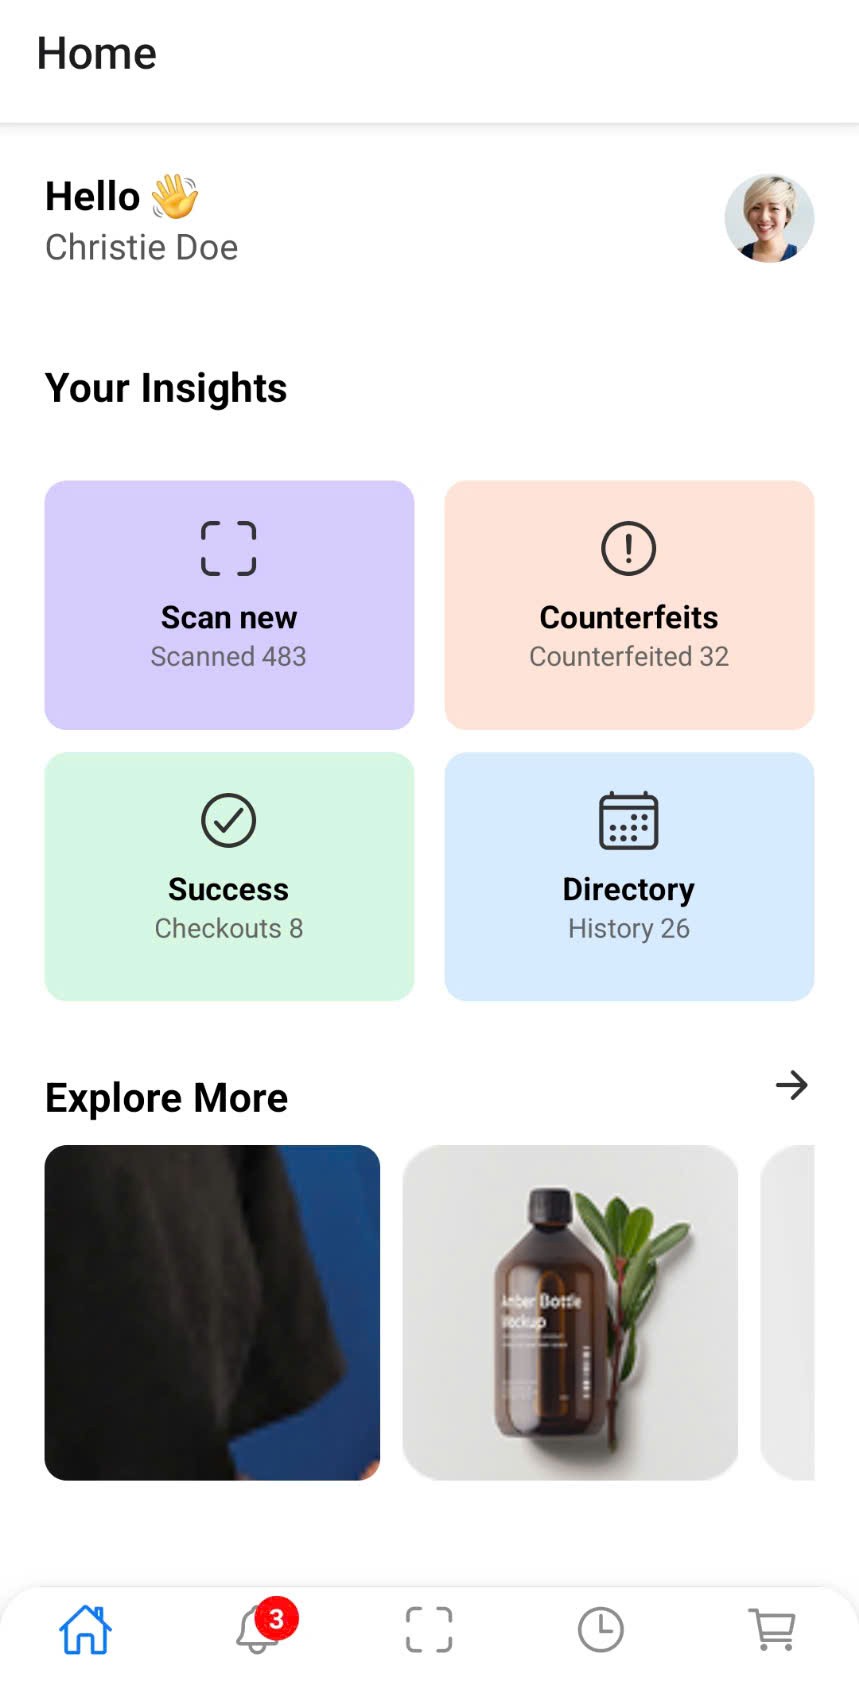 Home
Hello 👋
Christie Doe
Your Insights
Scan new
Scanned 483
Counterfeits
Counterfeited 32
Success
Checkouts 8
Directory
History 26
Explore More
Amber Bottle
Mockup
3